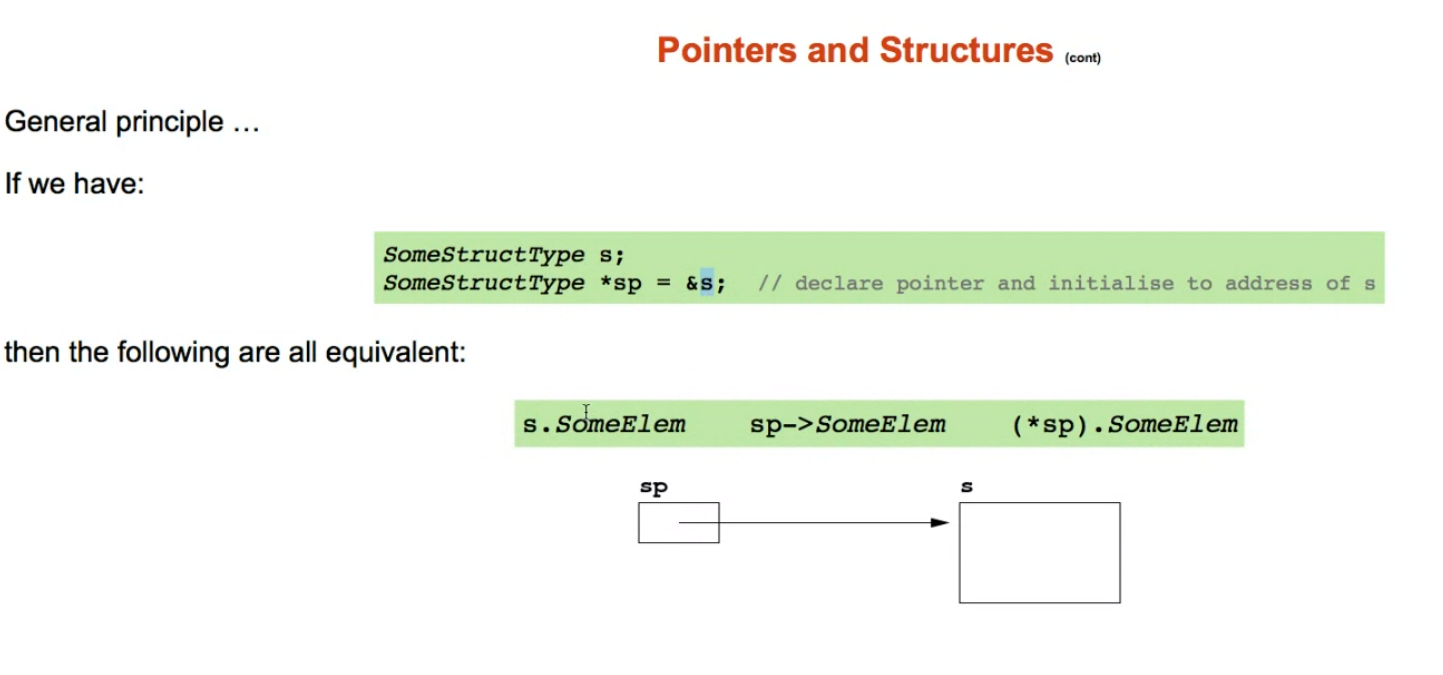 Pointers and Structures (cont)
General principle …
If we have:
SomeStructType s;
SomeStructType *sp = &s;  // declare pointer and initialise to address of s
then the following are all equivalent:
s.SomeElem    sp->SomeElem    (*sp).SomeElem
sp    s